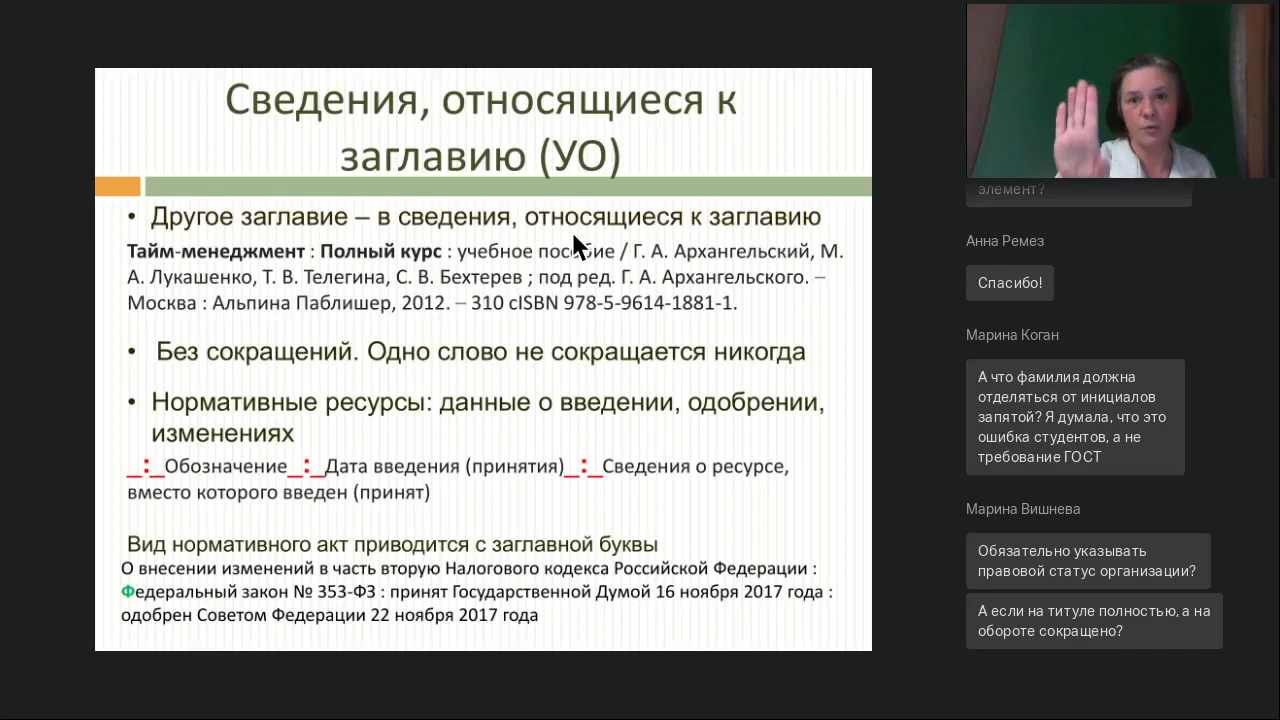 Сведения, относящиеся к
заглавию (УО)
• Другое заглавие – в сведения, относящиеся к заглавию
Тайм-менеджмент : Полный курс : учебное пособие / Г. А. Архангельский, М.
А. Лукашенко, Т. В. Телегина, С. В. Бехтерев ; под ред. Г. А. Архангельского. –
Москва : Альпина Паблишер, 2012. – 310 сISBN 978-5-9614-1881-1.
• Без сокращений. Одно слово не сокращается никогда
• Нормативные ресурсы: данные о введении, одобрении,
изменениях
_:_Обозначение_:_Дата введения (принятия)_:_Сведения о ресурсе,
вместо которого введен (принят)
Вид нормативного акт приводится с заглавной буквы
О внесении изменений в часть вторую Налогового кодекса Российской Федерации :
Федеральный закон № 353-ФЗ : принят Государственной Думой 16 ноября 2017 года :
одобрен Советом Федерации 22 ноября 2017 года
элемент?
Анна Ремез
Спасибо!
Марина Коган
А что фамилия должна
отделяться от инициалов
запятой? Я думала, что это
ошибка студентов, а не
требование ГОСТ
Марина Вишнева
Обязательно указывать
правовой статус организации?
А если на титуле полностью, а на
обороте сокращено?